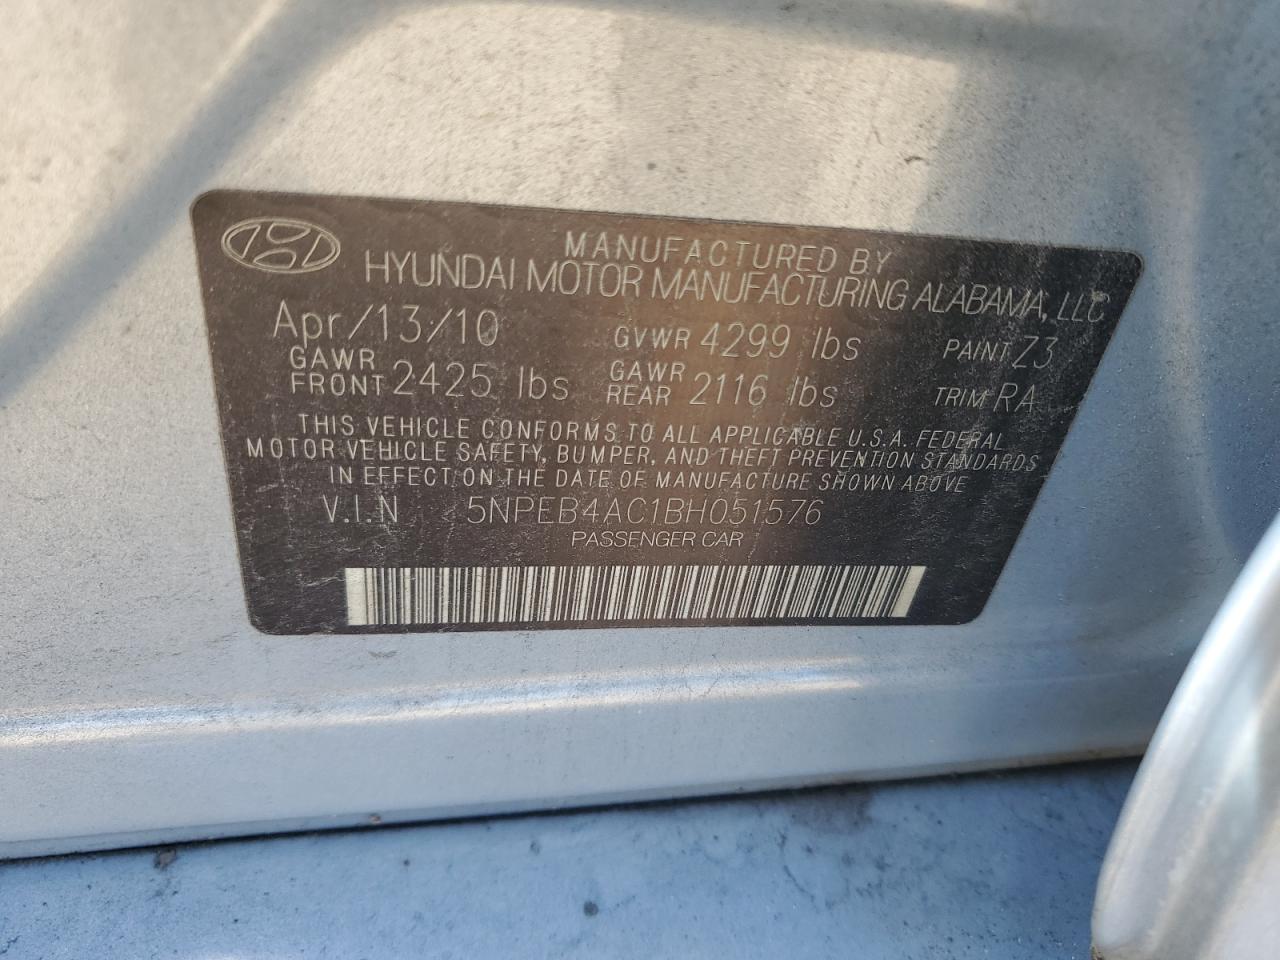 MANUFACTURED BY
HYUNDAI MOTOR MANUFACTURING ALABAMA, LLC
Apr/13/10 GVWR 4299 lbs PAINT Z3
GAWR FRONT 2425 lbs GAWR REAR 2116 lbs TRIM RA
THIS VEHICLE CONFORMS TO ALL APPLICABLE U.S.A. FEDERAL
MOTOR VEHICLE SAFETY, BUMPER, AND THEFT PREVENTION STANDARDS
IN EFFECT ON THE DATE OF MANUFACTURE SHOWN ABOVE
V.I.N 5NPEB4AC1BH051576
PASSENGER CAR